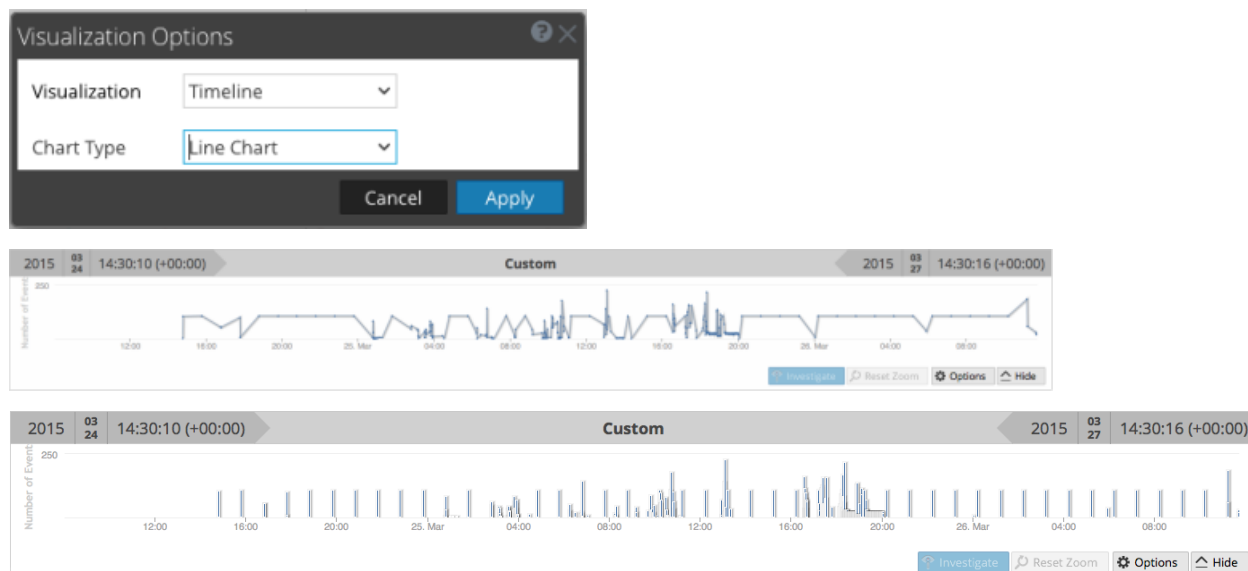 Visualization Options
Visualization Timeline
Chart Type Line Chart
Cancel Apply
2015 03 24 14:30:10 (+00:00) Custom 2015 03 27 14:30:16 (+00:00)
250
Number of Event
12:00 16:00 20:00 25. Mar 04:00 08:00 12:00 16:00 20:00 26. Mar 04:00 08:00
Investigate Reset Zoom Options Hide
2015 03 24 14:30:10 (+00:00) Custom 2015 03 27 14:30:16 (+00:00)
250
Number of Event
12:00 16:00 20:00 25. Mar 04:00 08:00 12:00 16:00 20:00 26. Mar 04:00 08:00
Investigate Reset Zoom Options Hide